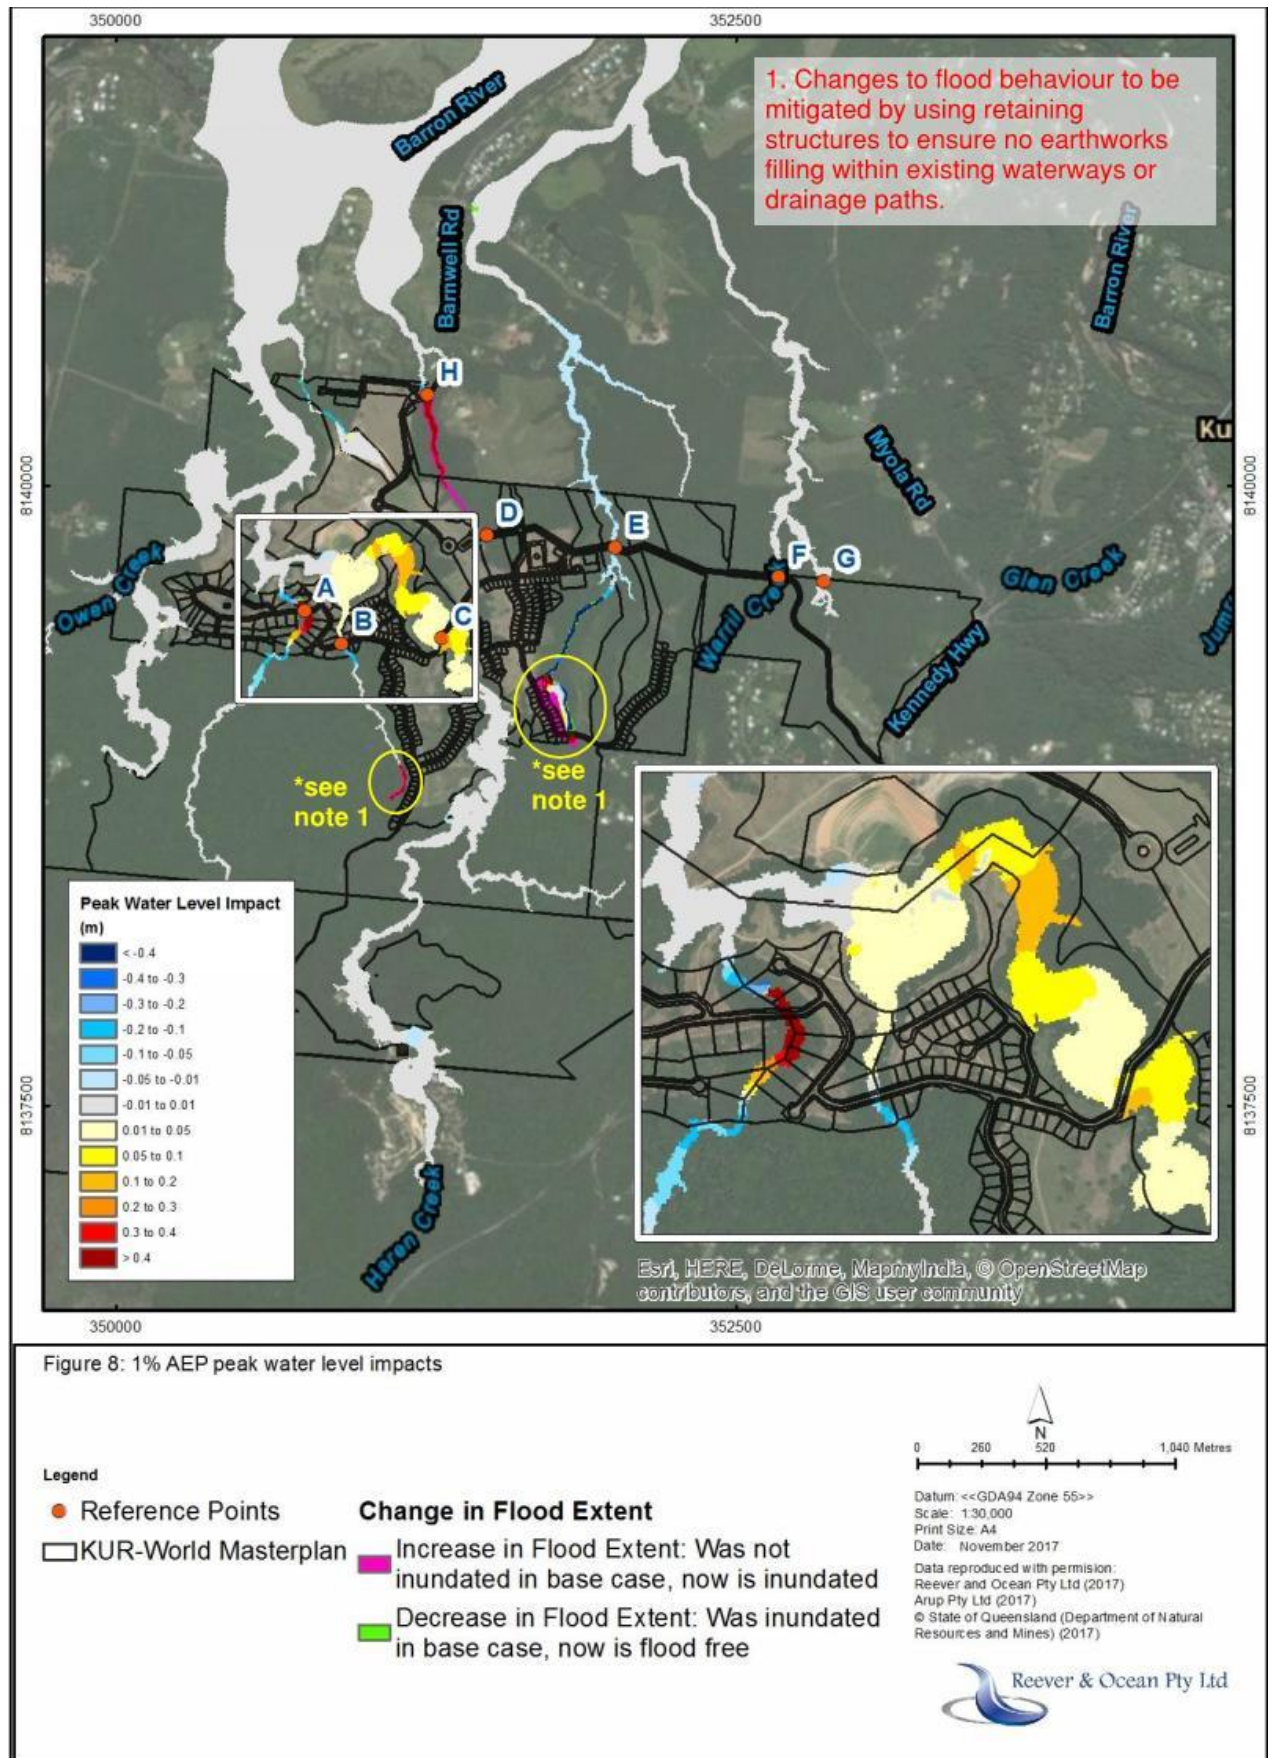 350000
352500
1. Changes to flood behaviour to be
mitigated by using retaining
structures to ensure no earthworks
filling within existing waterways or
drainage paths.
Barron River
Barnwell Rd
Barron River
H
Ku
Myola Rd
8140000
8140000
D
E
F
G
Owen Creek
Glen Creek
A
B
C
Warril Creek
Kennedy Hwy
*see
note 1
*see
note 1
Peak Water Level Impact
(m)
< -0.4
-0.4 to -0.3
-0.3 to -0.2
-0.2 to -0.1
-0.1 to -0.05
-0.05 to -0.01
-0.01 to 0.01
0.01 to 0.05
0.05 to 0.1
0.1 to 0.2
0.2 to 0.3
0.3 to 0.4
> 0.4
8137500
8137500
Haren Creek
Esri, HERE, DeLorme, MapmyIndia, © OpenStreetMap
contributors, and the GIS user community
350000
352500
Figure 8: 1% AEP peak water level impacts
N
0 260 520 1,040 Metres
Legend
Reference Points
KUR-World Masterplan
Change in Flood Extent
Increase in Flood Extent: Was not
inundated in base case, now is inundated
Decrease in Flood Extent: Was inundated
in base case, now is flood free
Datum: <<GDA94 Zone 55>>
Scale: 1:30,000
Print Size: A4
Date: November 2017
Data reproduced with permision:
Reever and Ocean Pty Ltd (2017)
Arup Pty Ltd (2017)
© State of Queensland (Department of Natural
Resources and Mines) (2017)
Reever & Ocean Pty Ltd